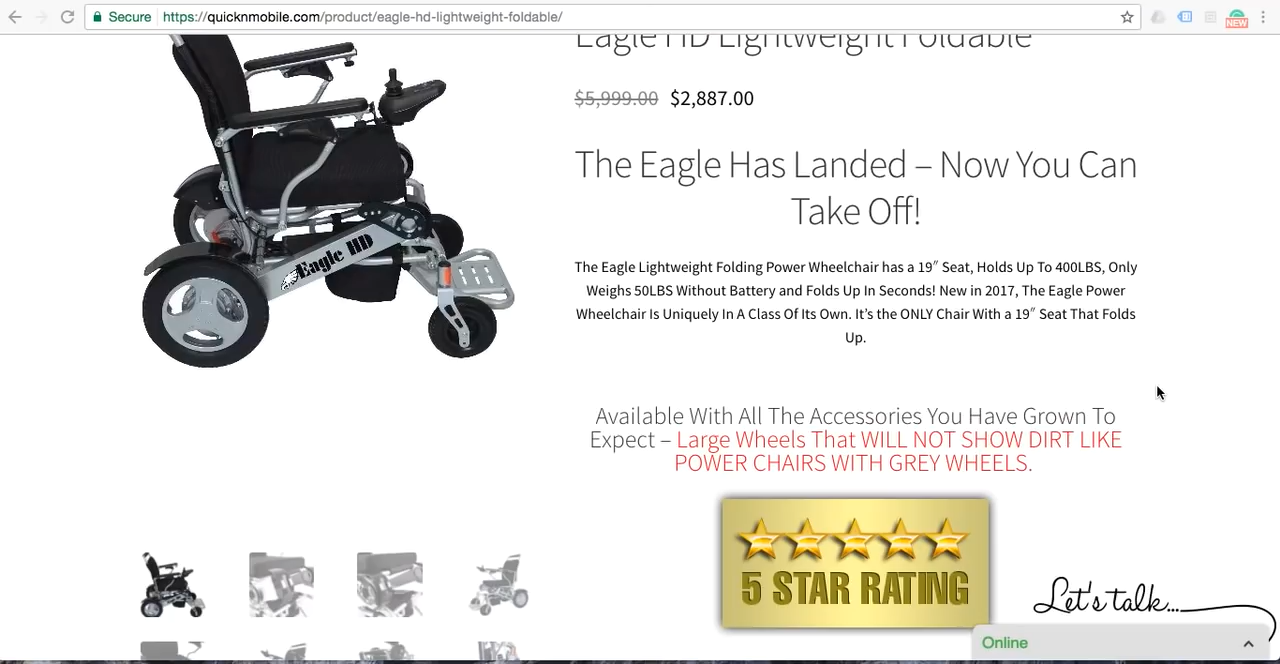 Secure https://quicknmobile.com/product/eagle-hd-lightweight-foldable/
NEW
Eagle HD Lightweight Foldable
$5,999.00 $2,887.00
The Eagle Has Landed – Now You Can
Take Off!
The Eagle Lightweight Folding Power Wheelchair has a 19″ Seat, Holds Up To 400LBS, Only
Weighs 50LBS Without Battery and Folds Up In Seconds! New in 2017, The Eagle Power
Wheelchair Is Uniquely In A Class Of Its Own. It’s the ONLY Chair With a 19″ Seat That Folds
Up.
Eagle HD
Available With All The Accessories You Have Grown To
Expect – Large Wheels That WILL NOT SHOW DIRT LIKE
POWER CHAIRS WITH GREY WHEELS.
5 STAR RATING
Let's talk...
Online